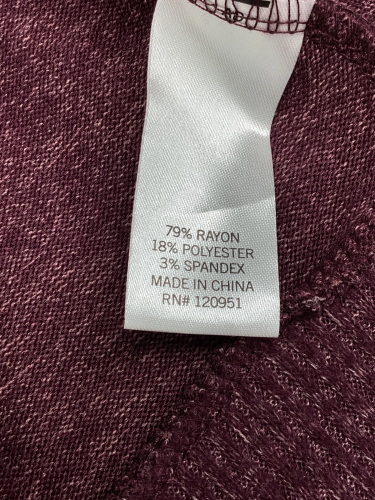 79% RAYON
18% POLYESTER
3% SPANDEX
MADE IN CHINA
RN# 120951